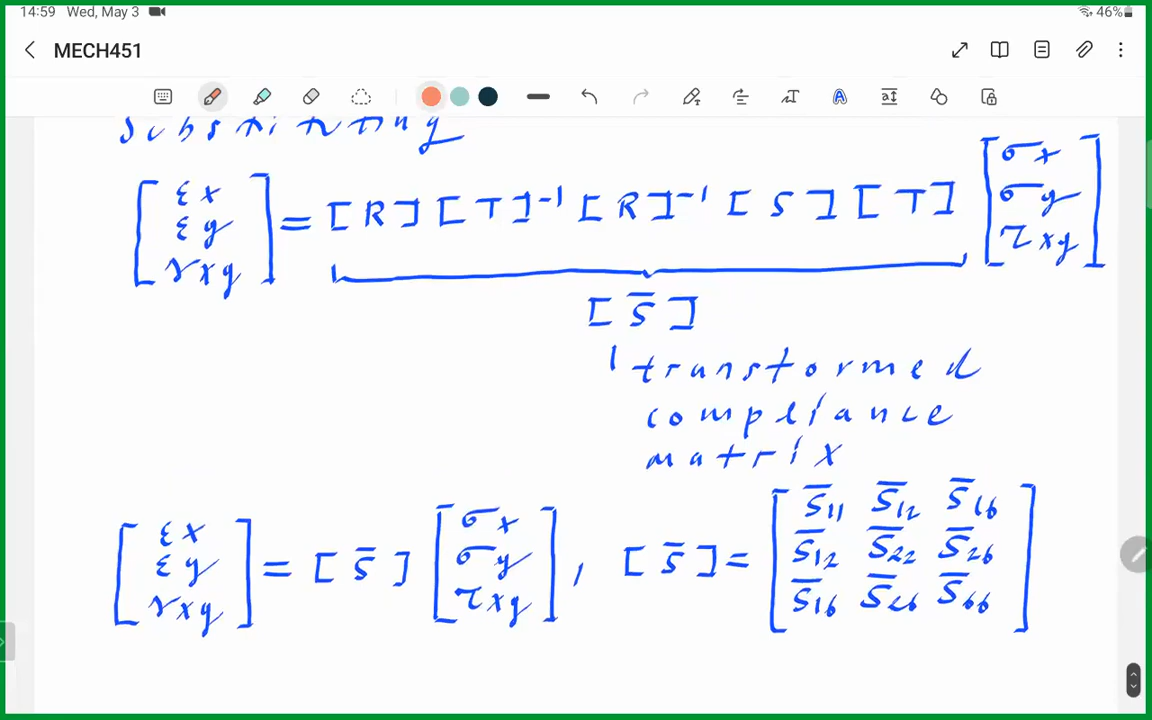 14:59 Wed, May 3 46%
MECH451
substituting
[εx εy γxy] = [R][T]⁻¹[R]⁻¹[S][T] [σx σy τxy]
[S̄]
transformed
compliance
matrix
[εx εy γxy] = [S̄] [σx σy τxy], [S̄] = [S̄11 S̄12 S̄16
S̄12 S̄22 S̄26
S̄16 S̄26 S̄66]